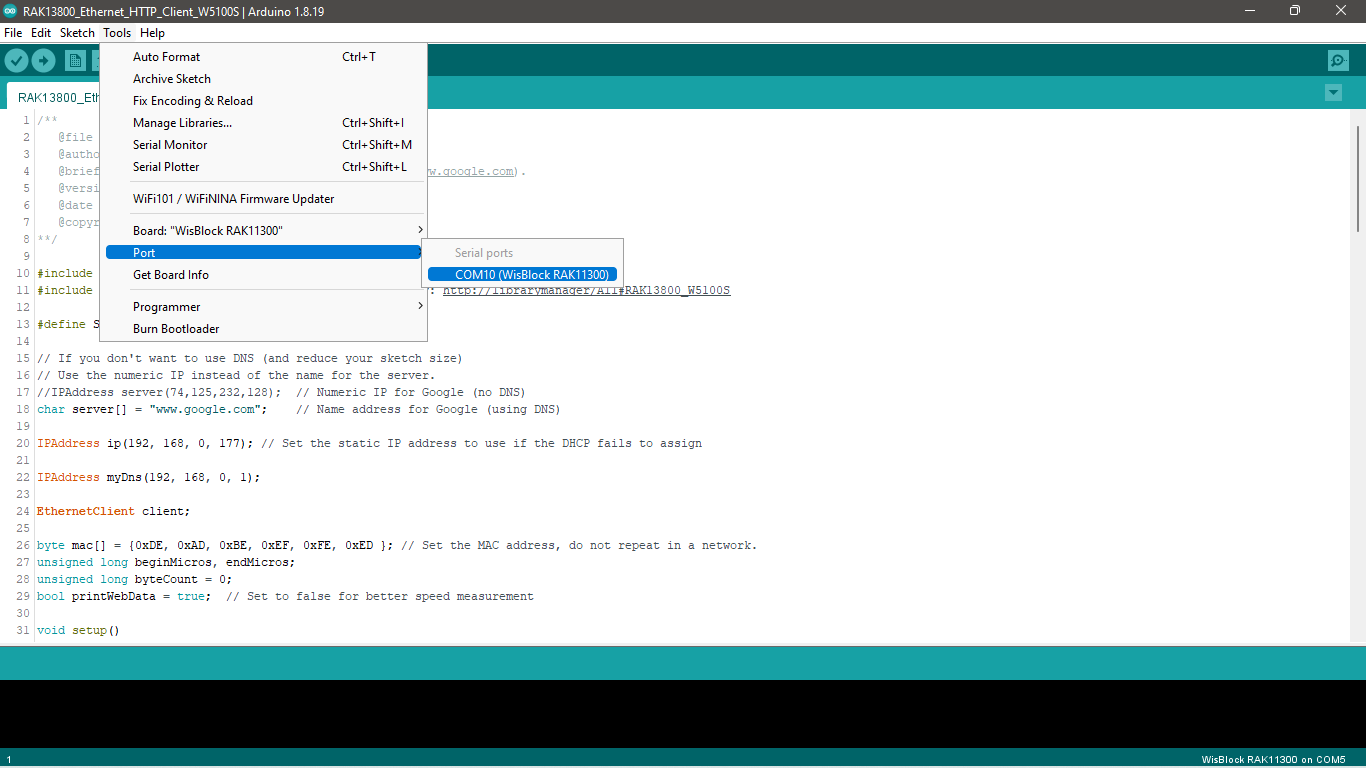 RAK13800_Ethernet_HTTP_Client_W5100S | Arduino 1.8.19
File Edit Sketch Tools Help
Auto Format Ctrl+T
Archive Sketch
Fix Encoding & Reload
Manage Libraries... Ctrl+Shift+I
Serial Monitor Ctrl+Shift+M
Serial Plotter Ctrl+Shift+L
WiFi101 / WiFiNINA Firmware Updater
Board: "WisBlock RAK11300"
Port
Get Board Info
Programmer
Burn Bootloader
Serial ports
COM10 (WisBlock RAK11300)
RAK13800_Eth
1 /**
2 @file
3 @autho
4 @brief w.google.com).
5 @versi
6 @date
7 @copyr
8 **/
9
10 #include
11 #include : http://librarymanager/All#RAK13800_W5100S
12
13 #define S
14
15 // If you don't want to use DNS (and reduce your sketch size)
16 // Use the numeric IP instead of the name for the server.
17 //IPAddress server(74,125,232,128); // Numeric IP for Google (no DNS)
18 char server[] = "www.google.com"; // Name address for Google (using DNS)
19
20 IPAddress ip(192, 168, 0, 177); // Set the static IP address to use if the DHCP fails to assign
21
22 IPAddress myDns(192, 168, 0, 1);
23
24 EthernetClient client;
25
26 byte mac[] = {0xDE, 0xAD, 0xBE, 0xEF, 0xFE, 0xED }; // Set the MAC address, do not repeat in a network.
27 unsigned long beginMicros, endMicros;
28 unsigned long byteCount = 0;
29 bool printWebData = true; // Set to false for better speed measurement
30
31 void setup()
1 WisBlock RAK11300 on COM5